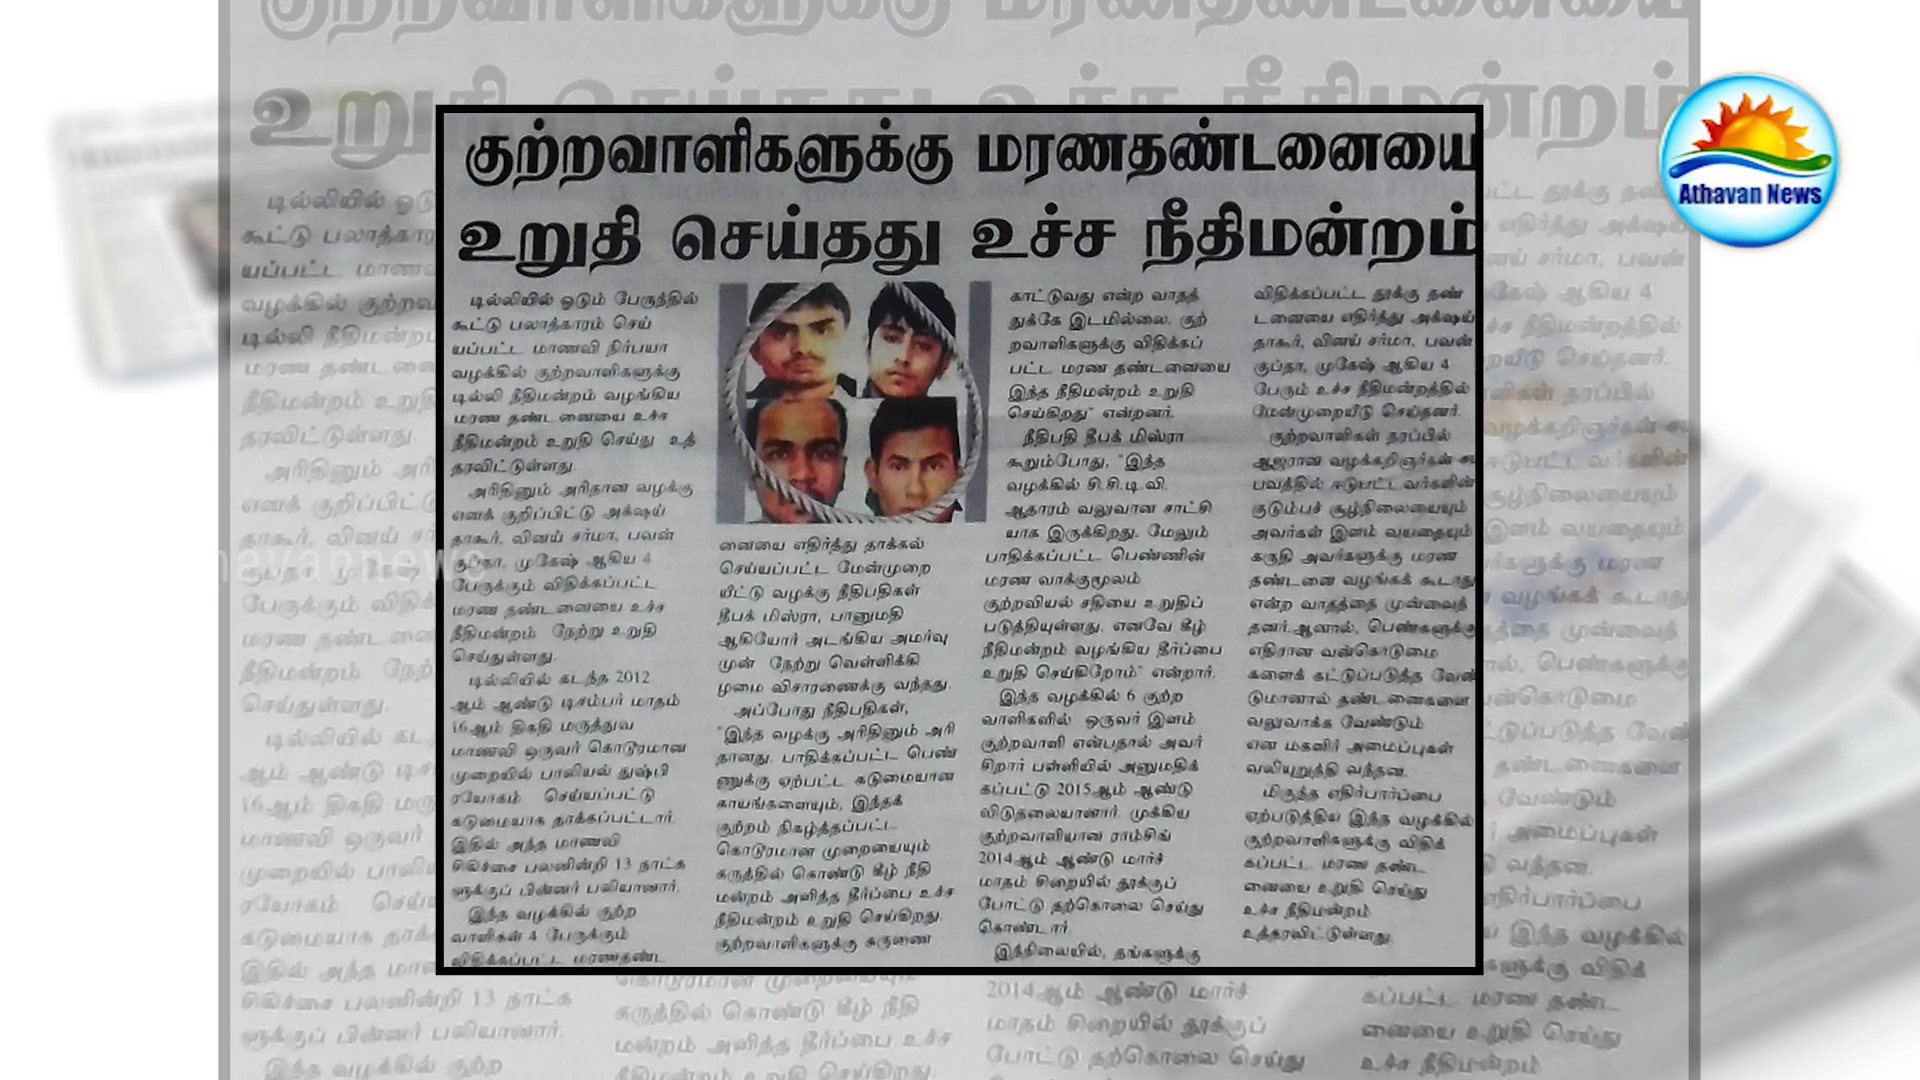 குற்றவாளிகளுக்கு மரணதண்டனையை
உறுதி செய்தது உச்ச நீதிமன்றம்
டில்லியில் ஓடும் பேருந்தில்
கூட்டு பலாத்காரம் செய்
யப்பட்ட மாணவி நிர்பயா
வழக்கில் குற்றவாளிகளுக்கு
டில்லி நீதிமன்றம் வழங்கிய
மரண தண்டனையை உச்ச
நீதிமன்றம் உறுதி செய்து உத்
தரவிட்டுள்ளது.
அரிதினும் அரிதான வழக்கு
எனக் குறிப்பிட்டு அக்ஷய்
தாகூர், வினய் சர்மா, பவன்
குப்தா, முகேஷ் ஆகிய 4
பேருக்கும் விதிக்கப்பட்ட
மரண தண்டனையை உச்ச
நீதிமன்றம் நேற்று உறுதி
செய்துள்ளது.
டில்லியில் கடந்த 2012
ஆம் ஆண்டு டிசம்பர் மாதம்
16ஆம் திகதி மருத்துவ
மாணவி ஒருவர் கொடூரமான
முறையில் பாலியல் துஷ்பி
ரயோகம் செய்யப்பட்டு
கடுமையாக தாக்கப்பட்டார்.
இதில் அந்த மாணவி
சிகிச்சை பலனின்றி 13 நாட்க
ளுக்குப் பின்னர் பலியானார்.
இந்த வழக்கில் குற்ற
வாளிகள் 4 பேருக்கும்
விதிக்கப்பட்ட மரணதண்ட
னையை எதிர்த்து தாக்கல்
செய்யப்பட்ட மேன்முறை
யீட்டு வழக்கு நீதிபதிகள்
தீபக் மிஸ்ரா, பானுமதி
ஆகியோர் அடங்கிய அமர்வு
முன் நேற்று வெள்ளிக்கி
ழமை விசாரணைக்கு வந்தது.
அப்போது நீதிபதிகள்,
"இந்த வழக்கு அரிதினும் அரி
தானது. பாதிக்கப்பட்ட பெண்
ணுக்கு ஏற்பட்ட கடுமையான
காயங்களையும், இந்தக்
குற்றம் நிகழ்த்தப்பட்ட
கொடூரமான முறையையும்
கருத்தில் கொண்டு கீழ் நீதி
மன்றம் அளித்த தீர்ப்பை உச்ச
நீதிமன்றம் உறுதி செய்கிறது.
குற்றவாளிகளுக்கு கருணை
காட்டுவது என்ற வாதத்
துக்கே இடமில்லை. குற்
றவாளிகளுக்கு விதிக்கப்
பட்ட மரண தண்டனையை
இந்த நீதிமன்றம் உறுதி
செய்கிறது" என்றனர்.
நீதிபதி தீபக் மிஸ்ரா
கூறும்போது, "இந்த
வழக்கில் சி.சி.டி.வி.
ஆதாரம் வலுவான சாட்சி
யாக இருக்கிறது. மேலும்
பாதிக்கப்பட்ட பெண்ணின்
மரண வாக்குமூலம்
குற்றவியல் சதியை உறுதிப்
படுத்தியுள்ளது. எனவே கீழ்
நீதிமன்றம் வழங்கிய தீர்ப்பை
உறுதி செய்கிறோம்" என்றார்.
இந்த வழக்கில் 6 குற்ற
வாளிகளில் ஒருவர் இளம்
குற்றவாளி என்பதால் அவர்
சிறார் பள்ளியில் அனுமதிக்
கப்பட்டு 2015ஆம் ஆண்டு
விடுதலையானார். முக்கிய
குற்றவாளியான ராம்சிங்
2014ஆம் ஆண்டு மார்ச்
மாதம் சிறையில் தூக்குப்
போட்டு தற்கொலை செய்து
கொண்டார்.
இந்நிலையில், தங்களுக்கு
விதிக்கப்பட்ட தூக்கு தண்
டனையை எதிர்த்து அக்ஷய்
தாகூர், வினய் சர்மா, பவன்
குப்தா, முகேஷ் ஆகிய 4
பேரும் உச்ச நீதிமன்றத்தில்
மேன்முறையீடு செய்தனர்.
குற்றவாளிகள் தரப்பில்
ஆஜரான வழக்கறிஞர்கள் சம்
பவத்தில் ஈடுபட்டவர்களின்
குடும்பச் சூழ்நிலையையும்
அவர்கள் இளம் வயதையும்
கருதி அவர்களுக்கு மரண
தண்டனை வழங்கக் கூடாது
என்ற வாதத்தை முன்வைத்
தனர்.ஆனால், பெண்களுக்கு
எதிரான வன்கொடுமை
களைக் கட்டுப்படுத்த வேண்
டுமானால் தண்டனைகளை
வலுவாக்க வேண்டும்
என மகளிர் அமைப்புகள்
வலியுறுத்தி வந்தன.
மிகுந்த எதிர்பார்ப்பை
ஏற்படுத்திய இந்த வழக்கில்
குற்றவாளிகளுக்கு விதிக்
கப்பட்ட மரண தண்ட
னையை உறுதி செய்து
உச்ச நீதிமன்றம்
உத்தரவிட்டுள்ளது.
Athavan News